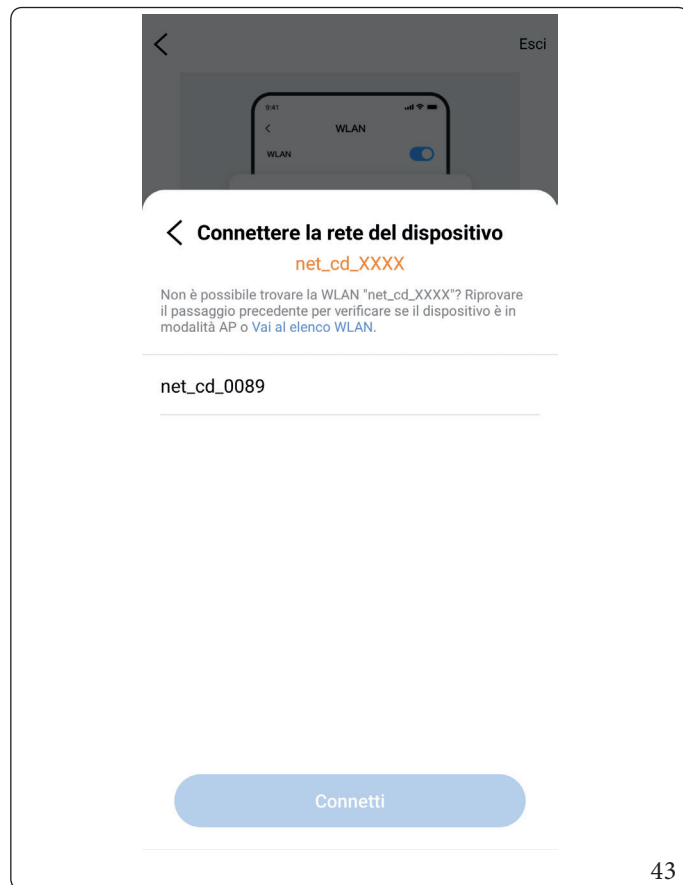 Esci
9:41
WLAN
WLAN
Connettere la rete del dispositivo
net_cd_XXXX
Non è possibile trovare la WLAN "net_cd_XXXX"? Riprovare
il passaggio precedente per verificare se il dispositivo è in
modalità AP o Vai al elenco WLAN.
net_cd_0089
Connetti
43